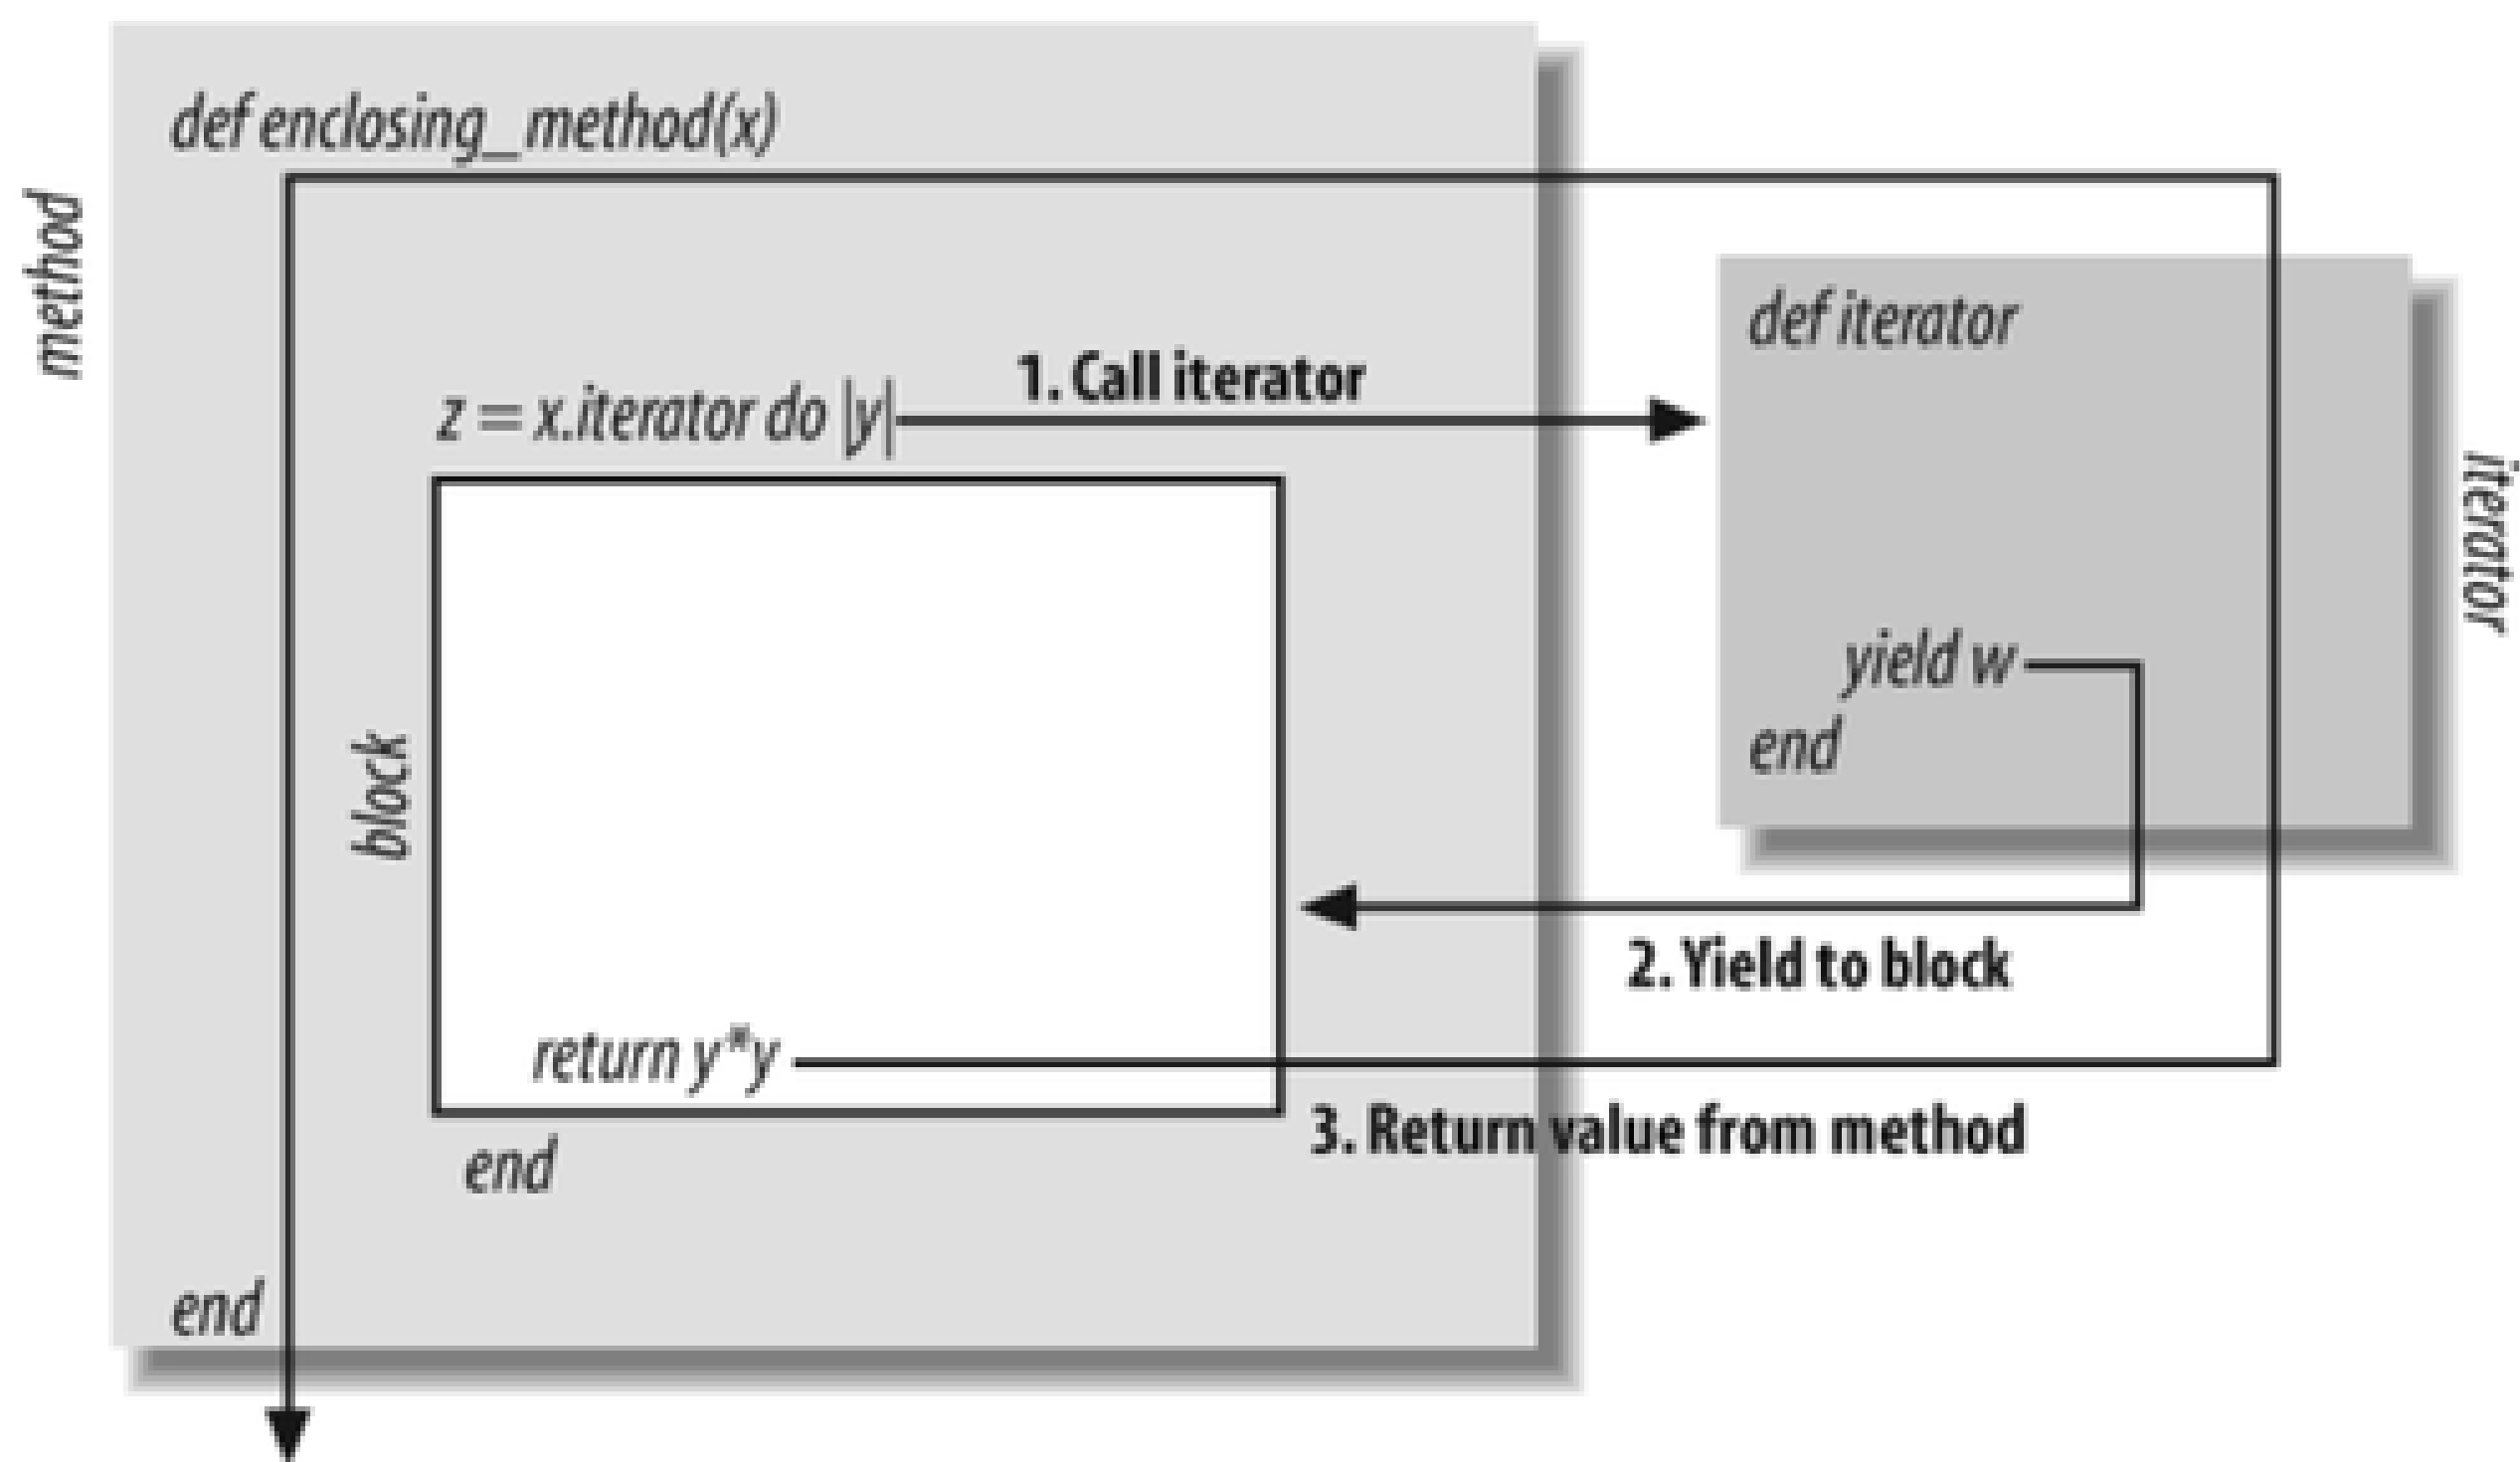 def enclosing_method(x)
method
def iterator
1. Call iterator
z = x.iterator do |y|
iterator
yield w
end
block
2. Yield to block
return y*y
3. Return value from method
end
end